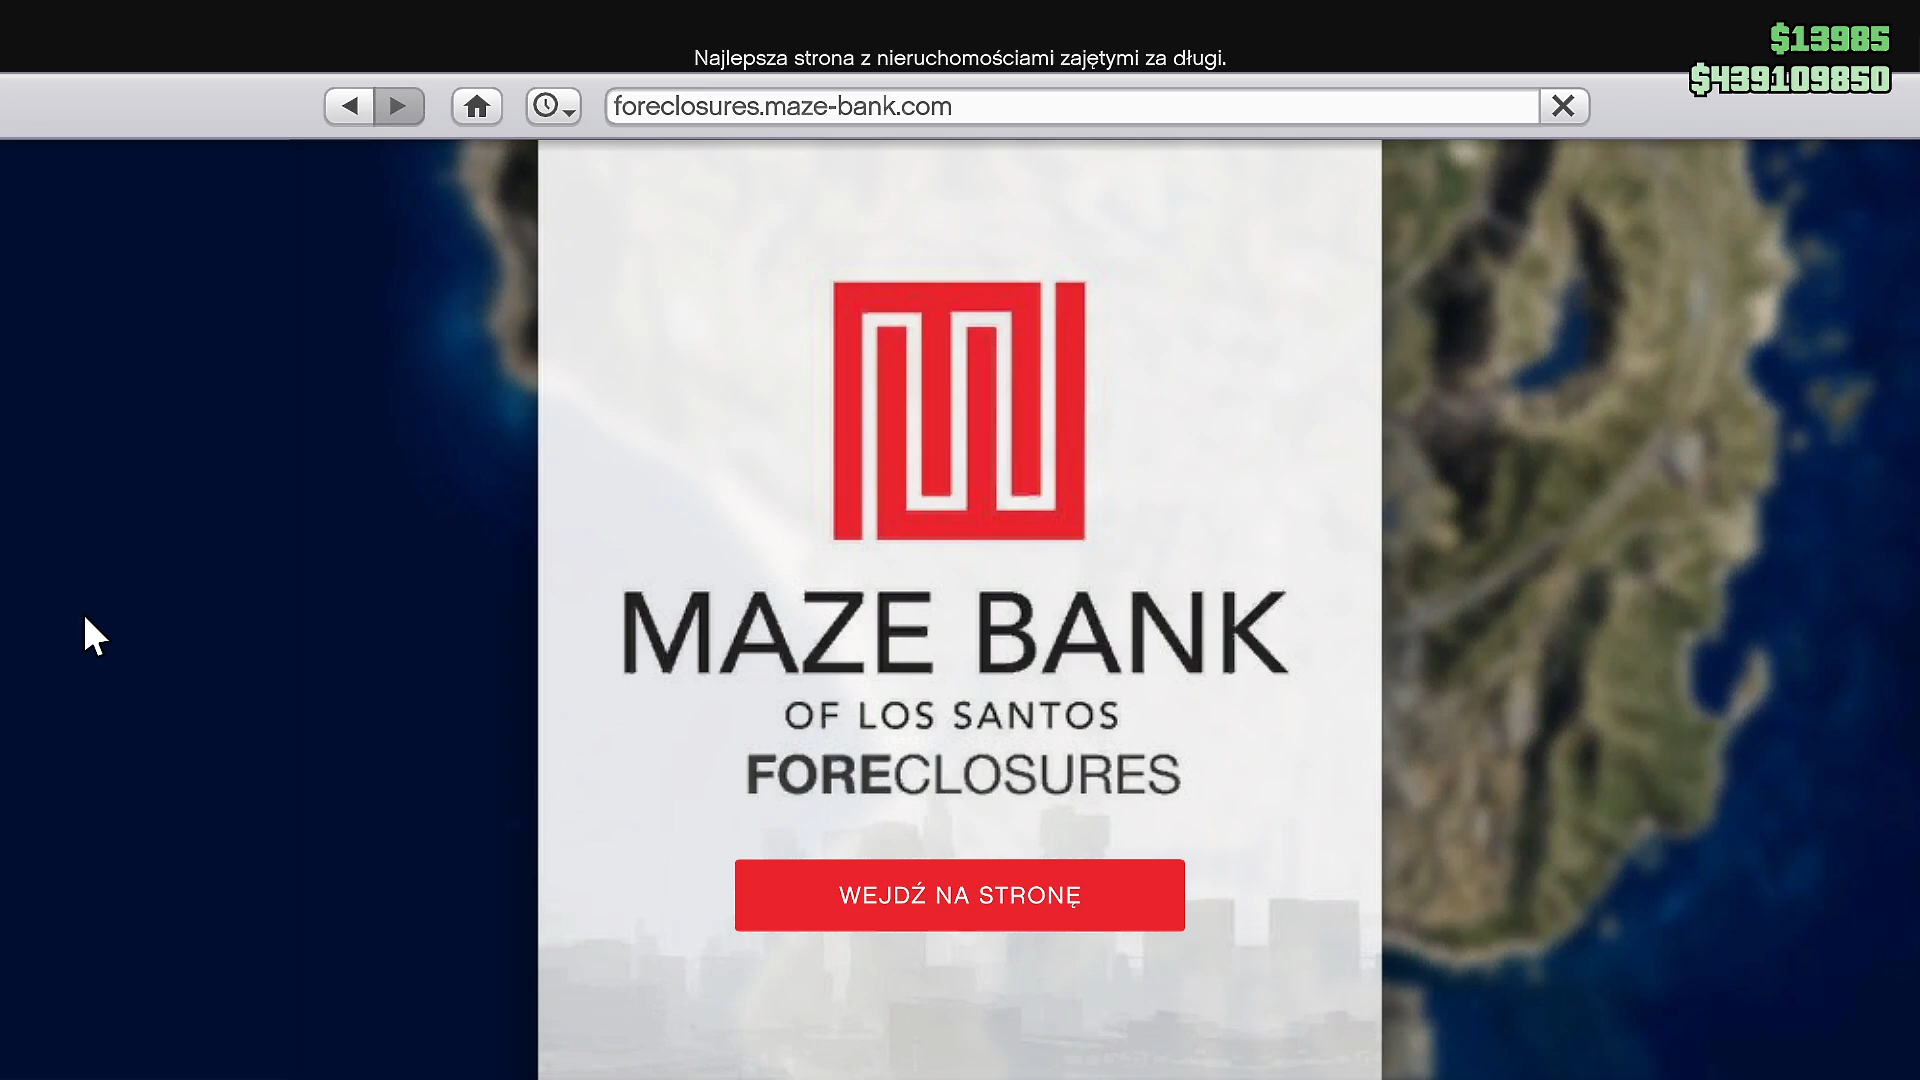 $13985
Najlepsza strona z nieruchomościami zajętymi za długi.
$439109850
foreclosures.maze-bank.com
MAZE BANK
OF LOS SANTOS
FORECLOSURES
WEJDŹ NA STRONĘ